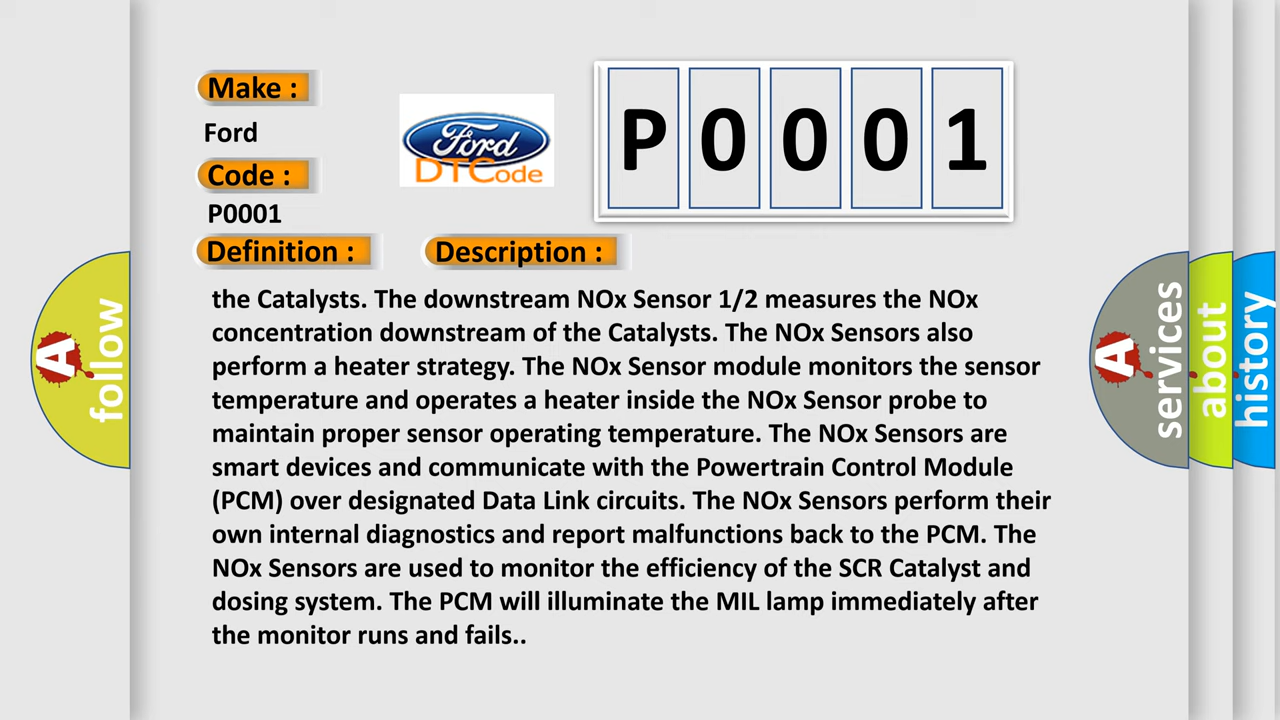 Make :
Ford
Code :
P0001
Ford
DTCode
P0001
Definition :
Description :
the Catalysts. The downstream NOx Sensor 1/2 measures the NOx
concentration downstream of the Catalysts. The NOx Sensors also
perform a heater strategy. The NOx Sensor module monitors the sensor
temperature and operates a heater inside the NOx Sensor probe to
maintain proper sensor operating temperature. The NOx Sensors are
smart devices and communicate with the Powertrain Control Module
(PCM) over designated Data Link circuits. The NOx Sensors perform their
own internal diagnostics and report malfunctions back to the PCM. The
NOx Sensors are used to monitor the efficiency of the SCR Catalyst and
dosing system. The PCM will illuminate the MIL lamp immediately after
the monitor runs and fails..
A
follow
A
services
about
history